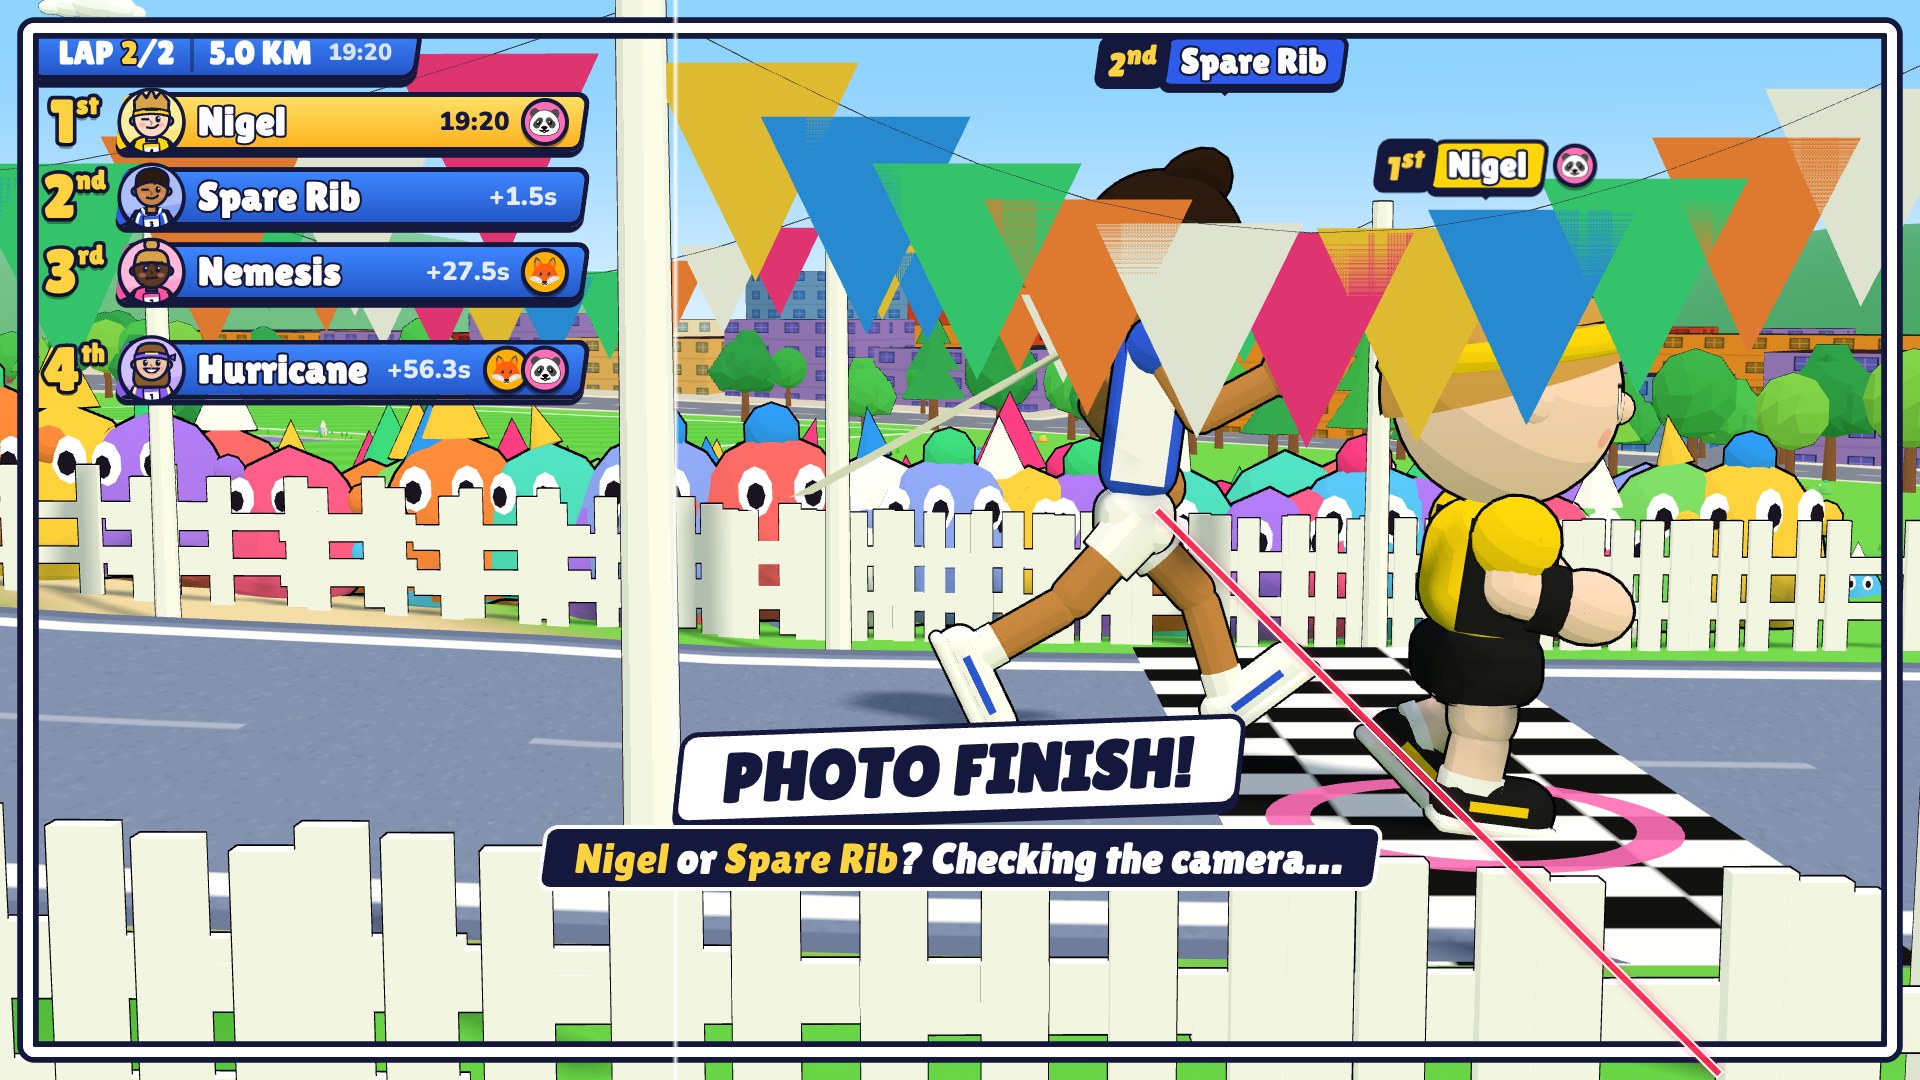 LAP 2/2 5.0 KM 19:20
1st Nigel 19:20
2nd Spare Rib +1.5s
3rd Nemesis +27.5s
4th Hurricane +56.3s
2nd Spare Rib
1st Nigel
PHOTO FINISH!
Nigel or Spare Rib? Checking the camera...